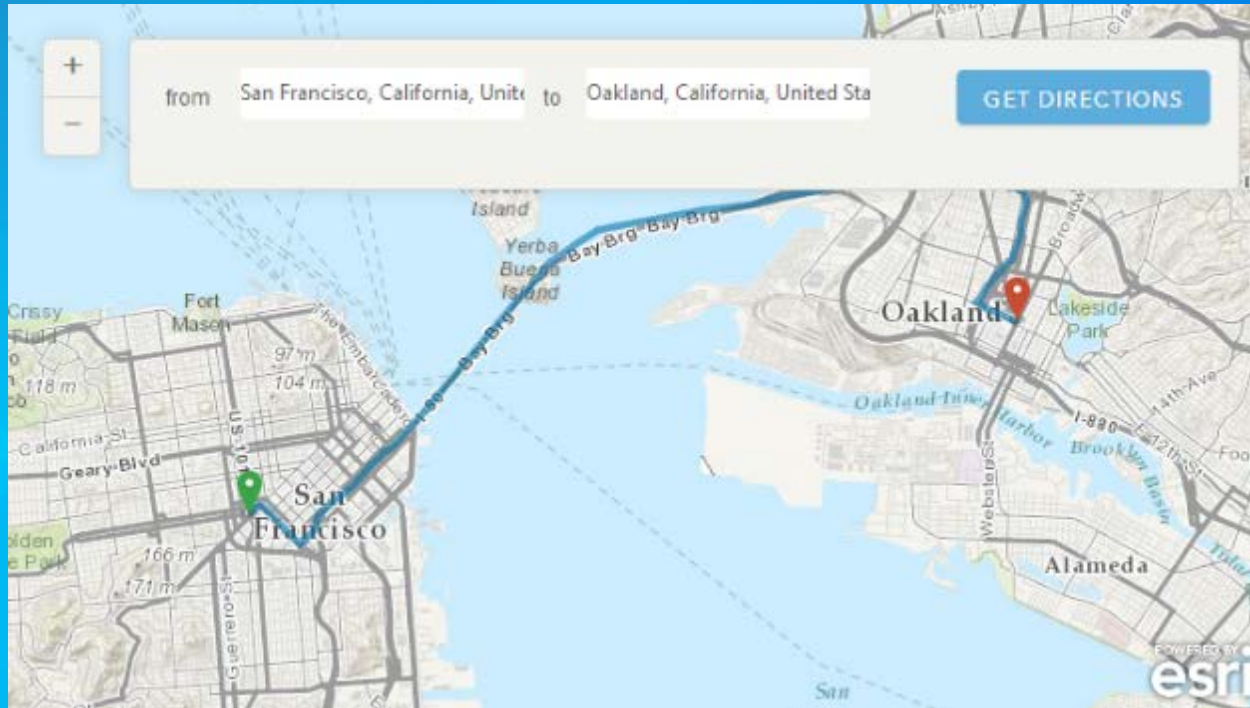 +
−
from San Francisco, California, Unite to Oakland, California, United Sta GET DIRECTIONS
Island
Yerba
Buena
Island
Bay Brg Bay Brg
Bay Brg
I-80
Crissy
Field
Fort
Mason
The Embarcadero
97 m
104 m
118 m
California St
US 101
Geary Blvd
San
Francisco
166 m
171 m
Guerrero St
Oakland
Lakeside
Park
Oakland Inner
Harbor
Brooklyn Basin
I-880
E 12th St
14th Ave
Webster St
Alameda
San
POWERED BY
esri